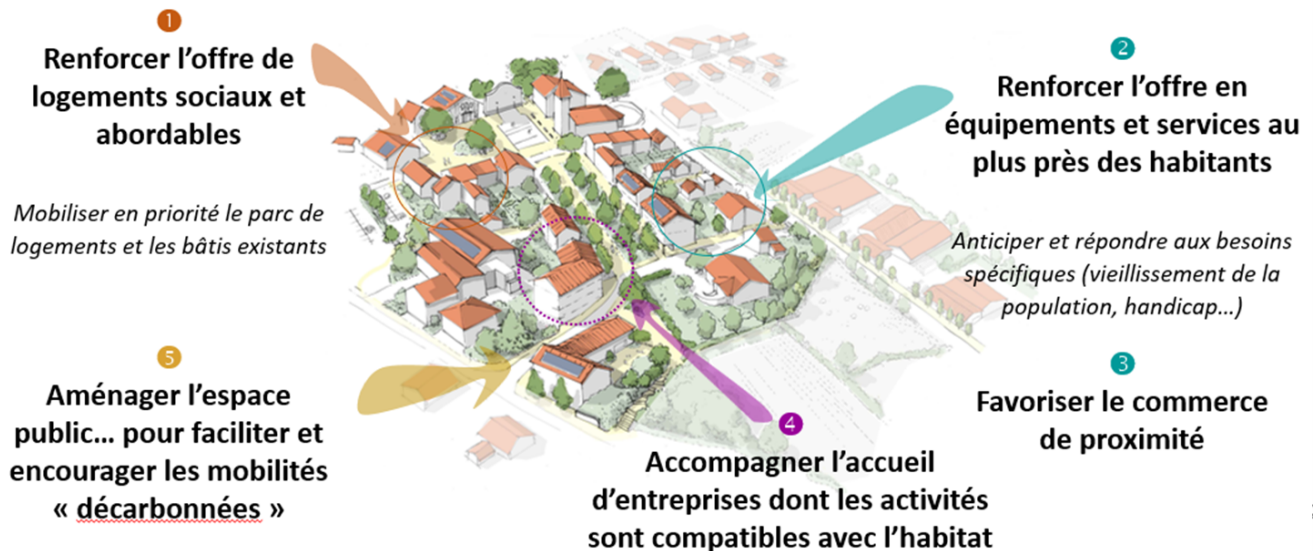 1
Renforcer l’offre de
logements sociaux et
abordables
Mobiliser en priorité le parc de
logements et les bâtis existants
2
Renforcer l’offre en
équipements et services au
plus près des habitants
Anticiper et répondre aux besoins
spécifiques (vieillissement de la
population, handicap…)
3
Favoriser le commerce
de proximité
4
Accompagner l’accueil
d’entreprises dont les activités
sont compatibles avec l’habitat
5
Aménager l’espace
public… pour faciliter et
encourager les mobilités
« décarbonnées »